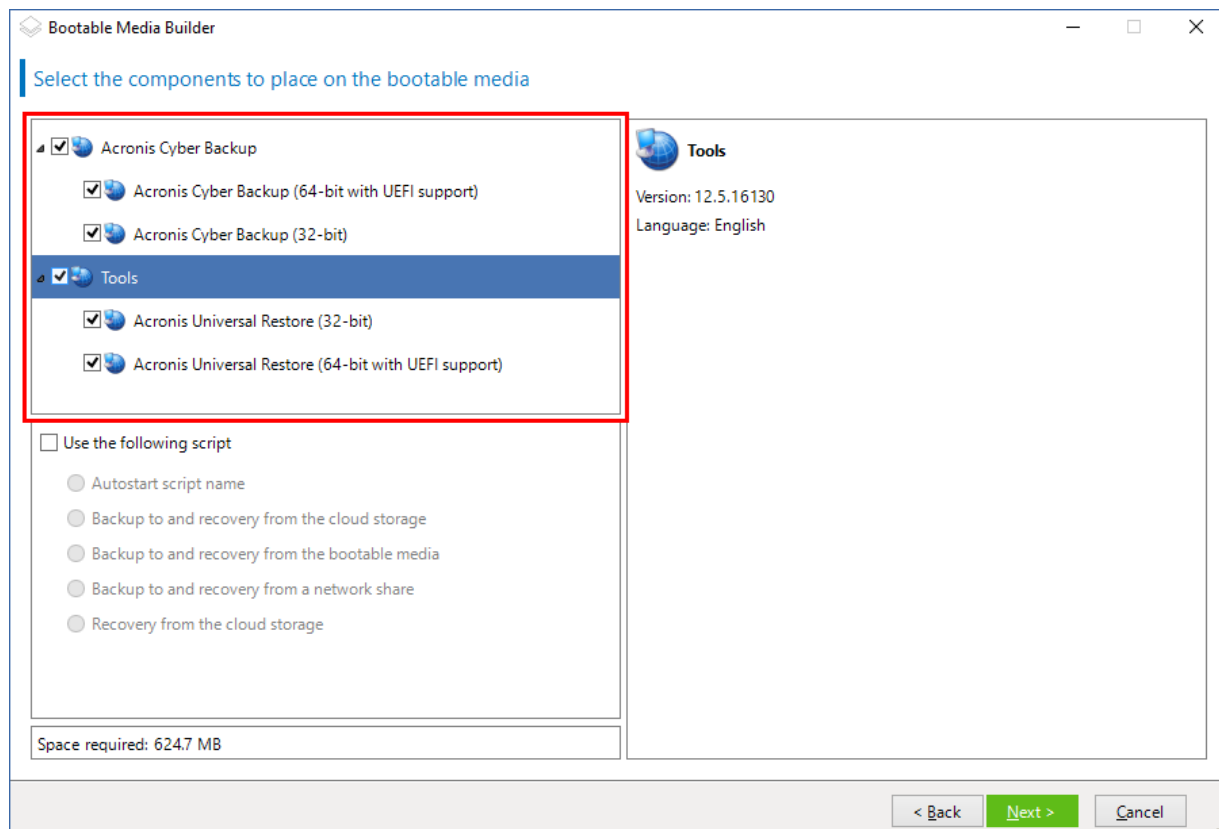 Bootable Media Builder
Select the components to place on the bootable media
Acronis Cyber Backup
Acronis Cyber Backup (64-bit with UEFI support)
Acronis Cyber Backup (32-bit)
Tools
Acronis Universal Restore (32-bit)
Acronis Universal Restore (64-bit with UEFI support)
Use the following script
Autostart script name
Backup to and recovery from the cloud storage
Backup to and recovery from the bootable media
Backup to and recovery from a network share
Recovery from the cloud storage
Space required: 624.7 MB
Tools
Version: 12.5.16130
Language: English
< Back
Next >
Cancel